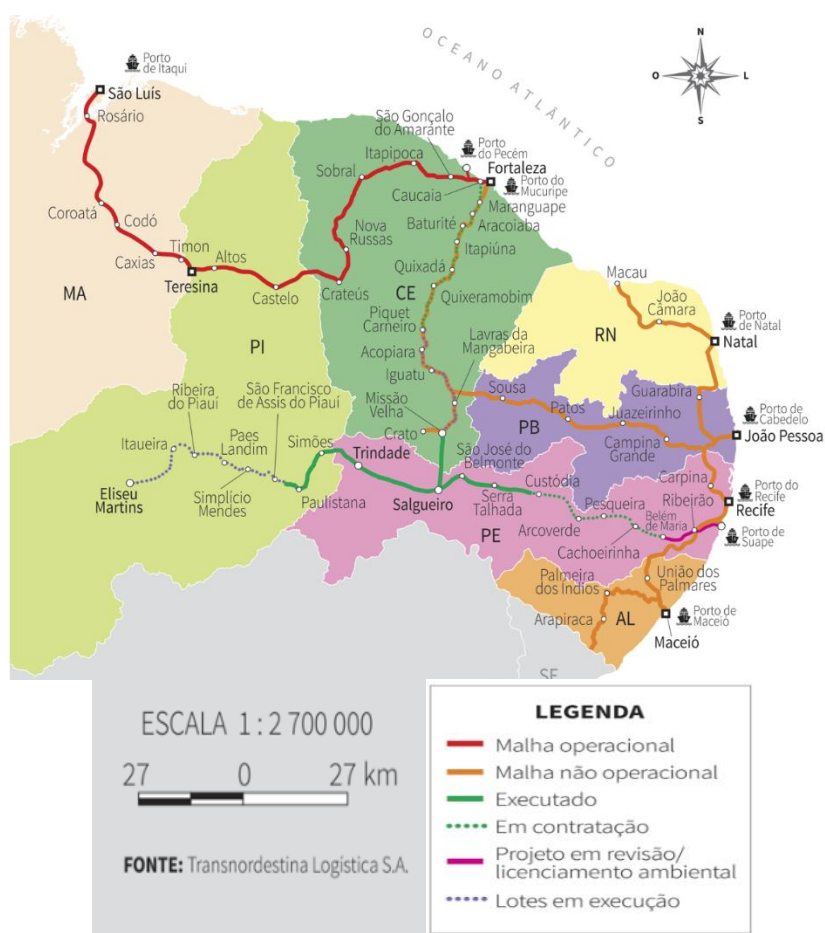 OCEANO ATLÂNTICO
N
O
L
S
Porto
de Itaqui
São Luís
Rosário
São Gonçalo
do Amarante
Itapipoca
Porto
do Pecém
Fortaleza
Sobral
Caucaia
Porto do
Mucuripe
Maranguape
Coroatá
Codó
Nova
Russas
Baturité
Aracoiaba
Itapiúna
Timon
Altos
Caxias
Teresina
Castelo
Crateús
Quixadá
CE
Quixeramobim
Macau
João
Câmara
MA
Piquet
Carneiro
Lavras da
Mangabeira
RN
Porto
de Natal
Natal
PI
Acopiara
Iguatu
Ribeira
do Piauí
São Francisco
de Assis do Piauí
Missão
Velha
Sousa
Guarabira
Patos
Juazeirinho
Porto de
Cabedelo
Itaueira
Paes
Landim
Simões
Crato
PB
Campina
Grande
João Pessoa
Trindade
São José do
Belmonte
Custódia
Carpina
Porto do
Recife
Eliseu
Martins
Simplício
Mendes
Paulistana
Salgueiro
Serra
Talhada
Pesqueira
Ribeirão
Recife
PE
Arcoverde
Belém
de Maria
Porto de
Suape
Cachoeirinha
Palmeira
dos Índios
União dos
Palmares
Arapiraca
AL
Porto de
Maceió
Maceió
SE
ESCALA 1 : 2 700 000
27 0 27 km
FONTE: Transnordestina Logística S.A.
LEGENDA
Malha operacional
Malha não operacional
Executado
Em contratação
Projeto em revisão/
licenciamento ambiental
Lotes em execução